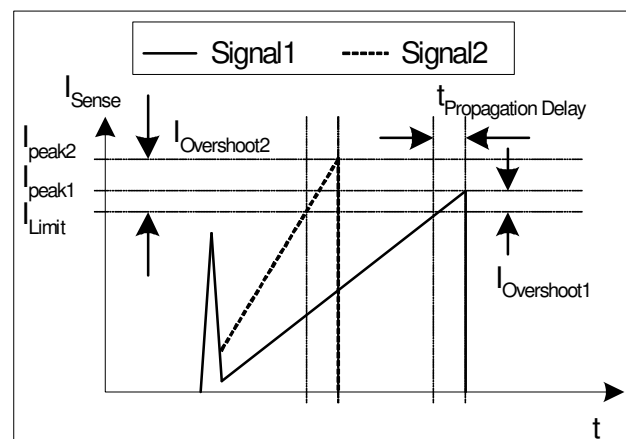 Signal1 Signal2
I_Sense
t_Propagation Delay
I_Overshoot2
I_peak2
I_peak1
I_Limit
I_Overshoot1
t